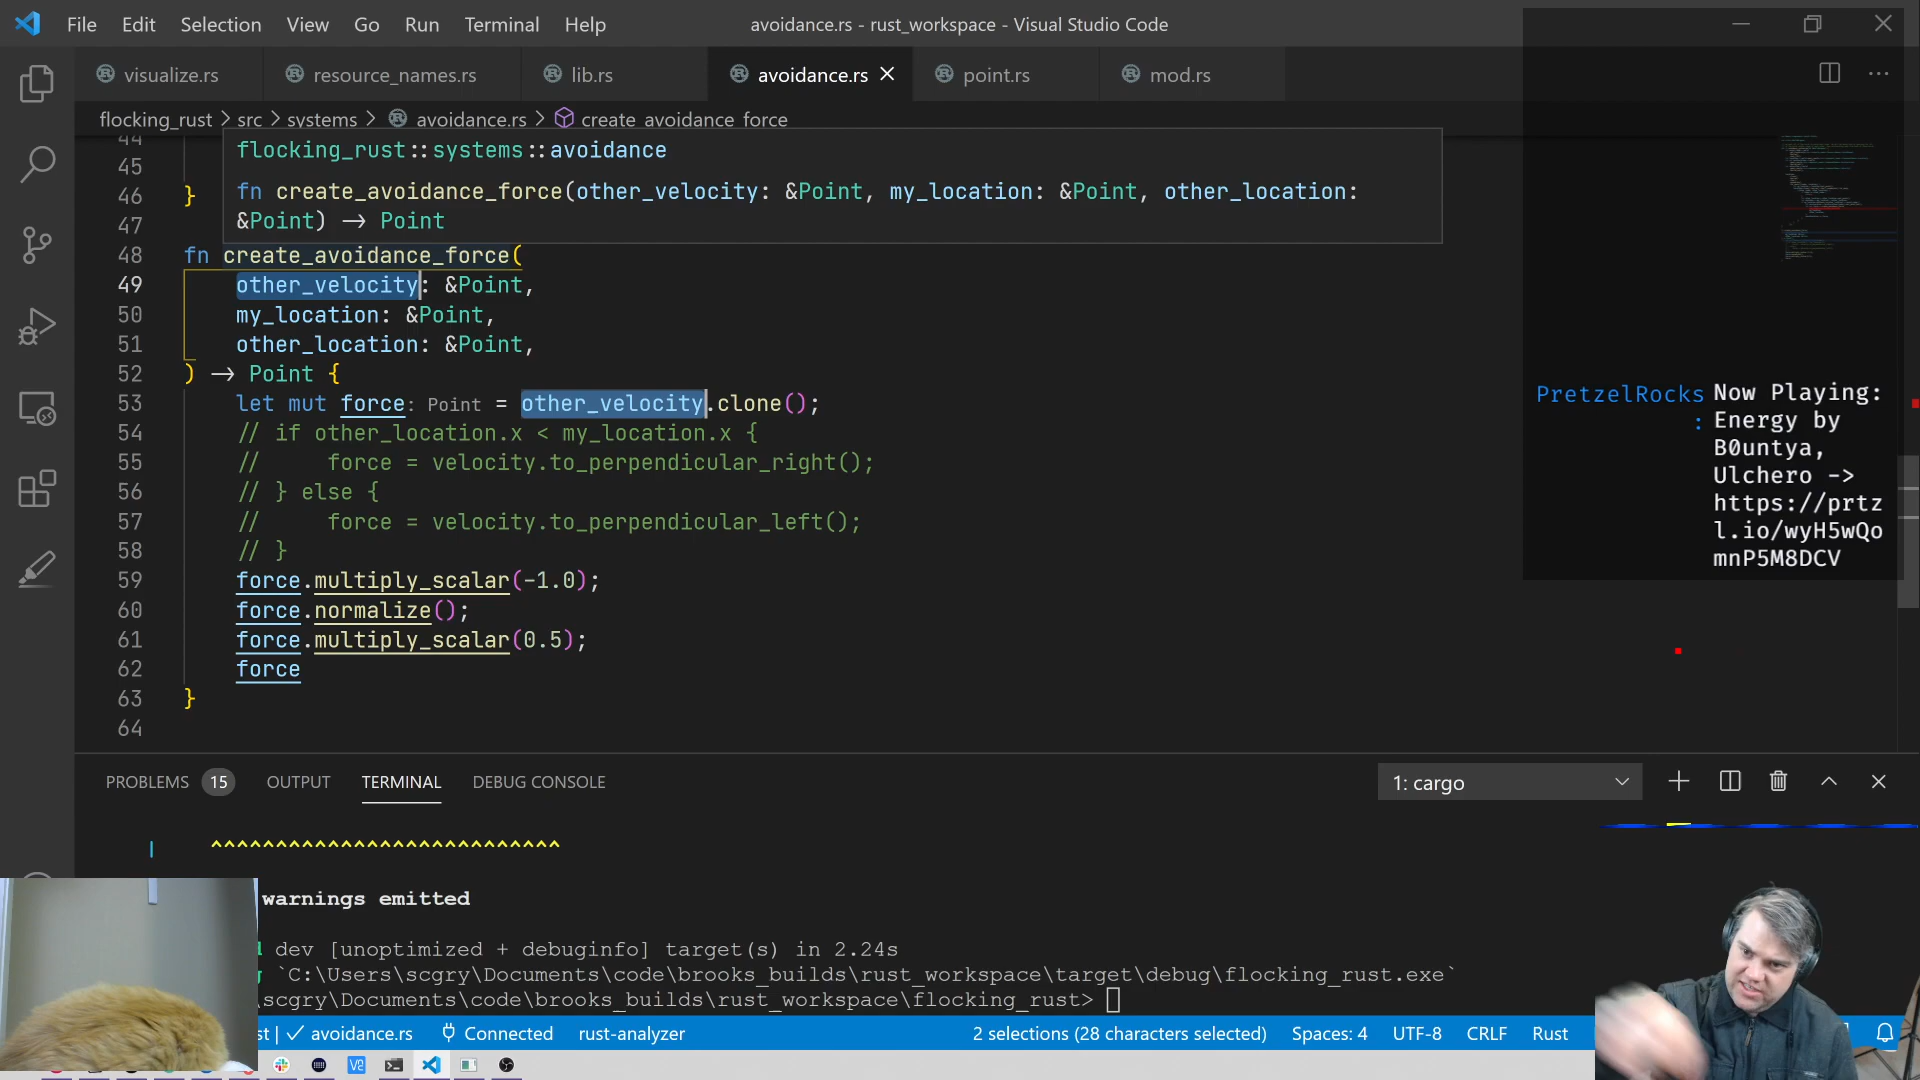 File Edit Selection View Go Run Terminal Help
avoidance.rs - rust_workspace - Visual Studio Code
visualize.rs resource_names.rs lib.rs avoidance.rs point.rs mod.rs
flocking_rust > src > systems > avoidance.rs > create_avoidance_force
flocking_rust::systems::avoidance
fn create_avoidance_force(other_velocity: &Point, my_location: &Point, other_location:
&Point) -> Point
44
45
46 }
47
48 fn create_avoidance_force(
49 other_velocity: &Point,
50 my_location: &Point,
51 other_location: &Point,
52 ) -> Point {
53 let mut force: Point = other_velocity.clone();
54 // if other_location.x < my_location.x {
55 //     force = velocity.to_perpendicular_right();
56 // } else {
57 //     force = velocity.to_perpendicular_left();
58 // }
59 force.multiply_scalar(-1.0);
60 force.normalize();
61 force.multiply_scalar(0.5);
62 force
63 }
64
PretzelRocks
: Now Playing:
Energy by
B0untya,
Ulchero ->
https://prtz
l.io/wyH5wQo
mnP5M8DCV
PROBLEMS 15 OUTPUT TERMINAL DEBUG CONSOLE
1: cargo
| ^^^^^^^^^^^^^^^^^^^^^^^^^^^
warnings emitted
dev [unoptimized + debuginfo] target(s) in 2.24s
`C:\Users\scgry\Documents\code\brooks_builds\rust_workspace\target\debug\flocking_rust.exe`
\scgry\Documents\code\brooks_builds\rust_workspace\flocking_rust>
avoidance.rs Connected rust-analyzer
2 selections (28 characters selected) Spaces: 4 UTF-8 CRLF Rust